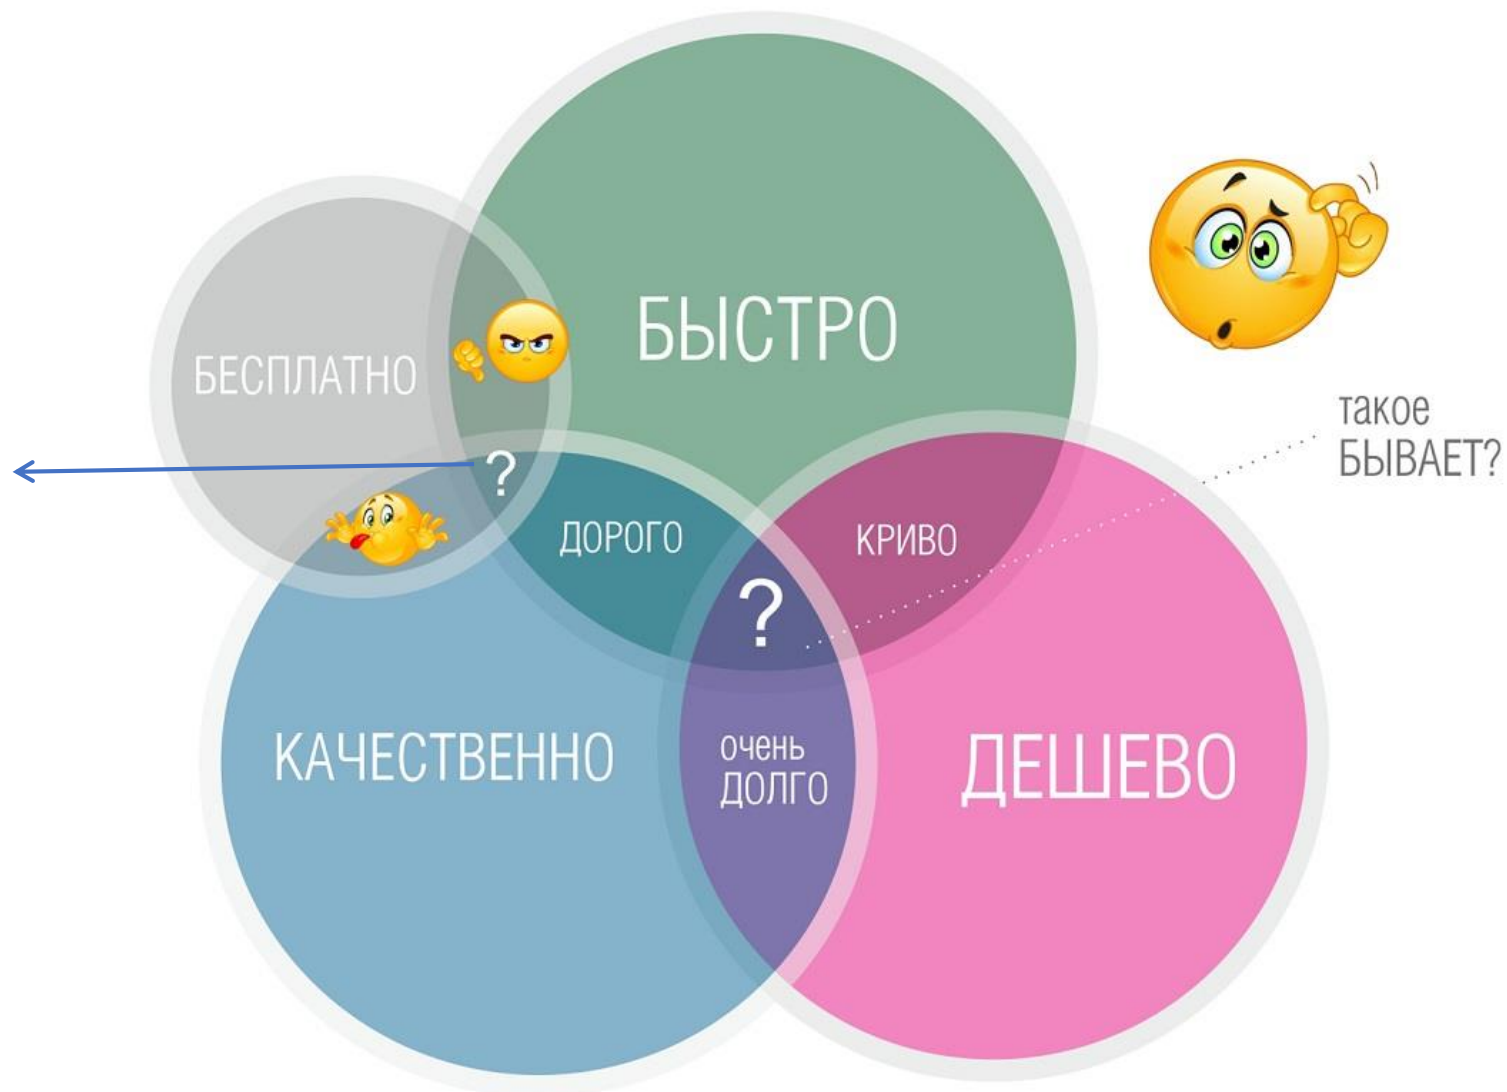 БЫСТРО
БЕСПЛАТНО
такое
БЫВАЕТ?
?
ДОРОГО
КРИВО
?
КАЧЕСТВЕННО
очень
ДОЛГО
ДЕШЕВО